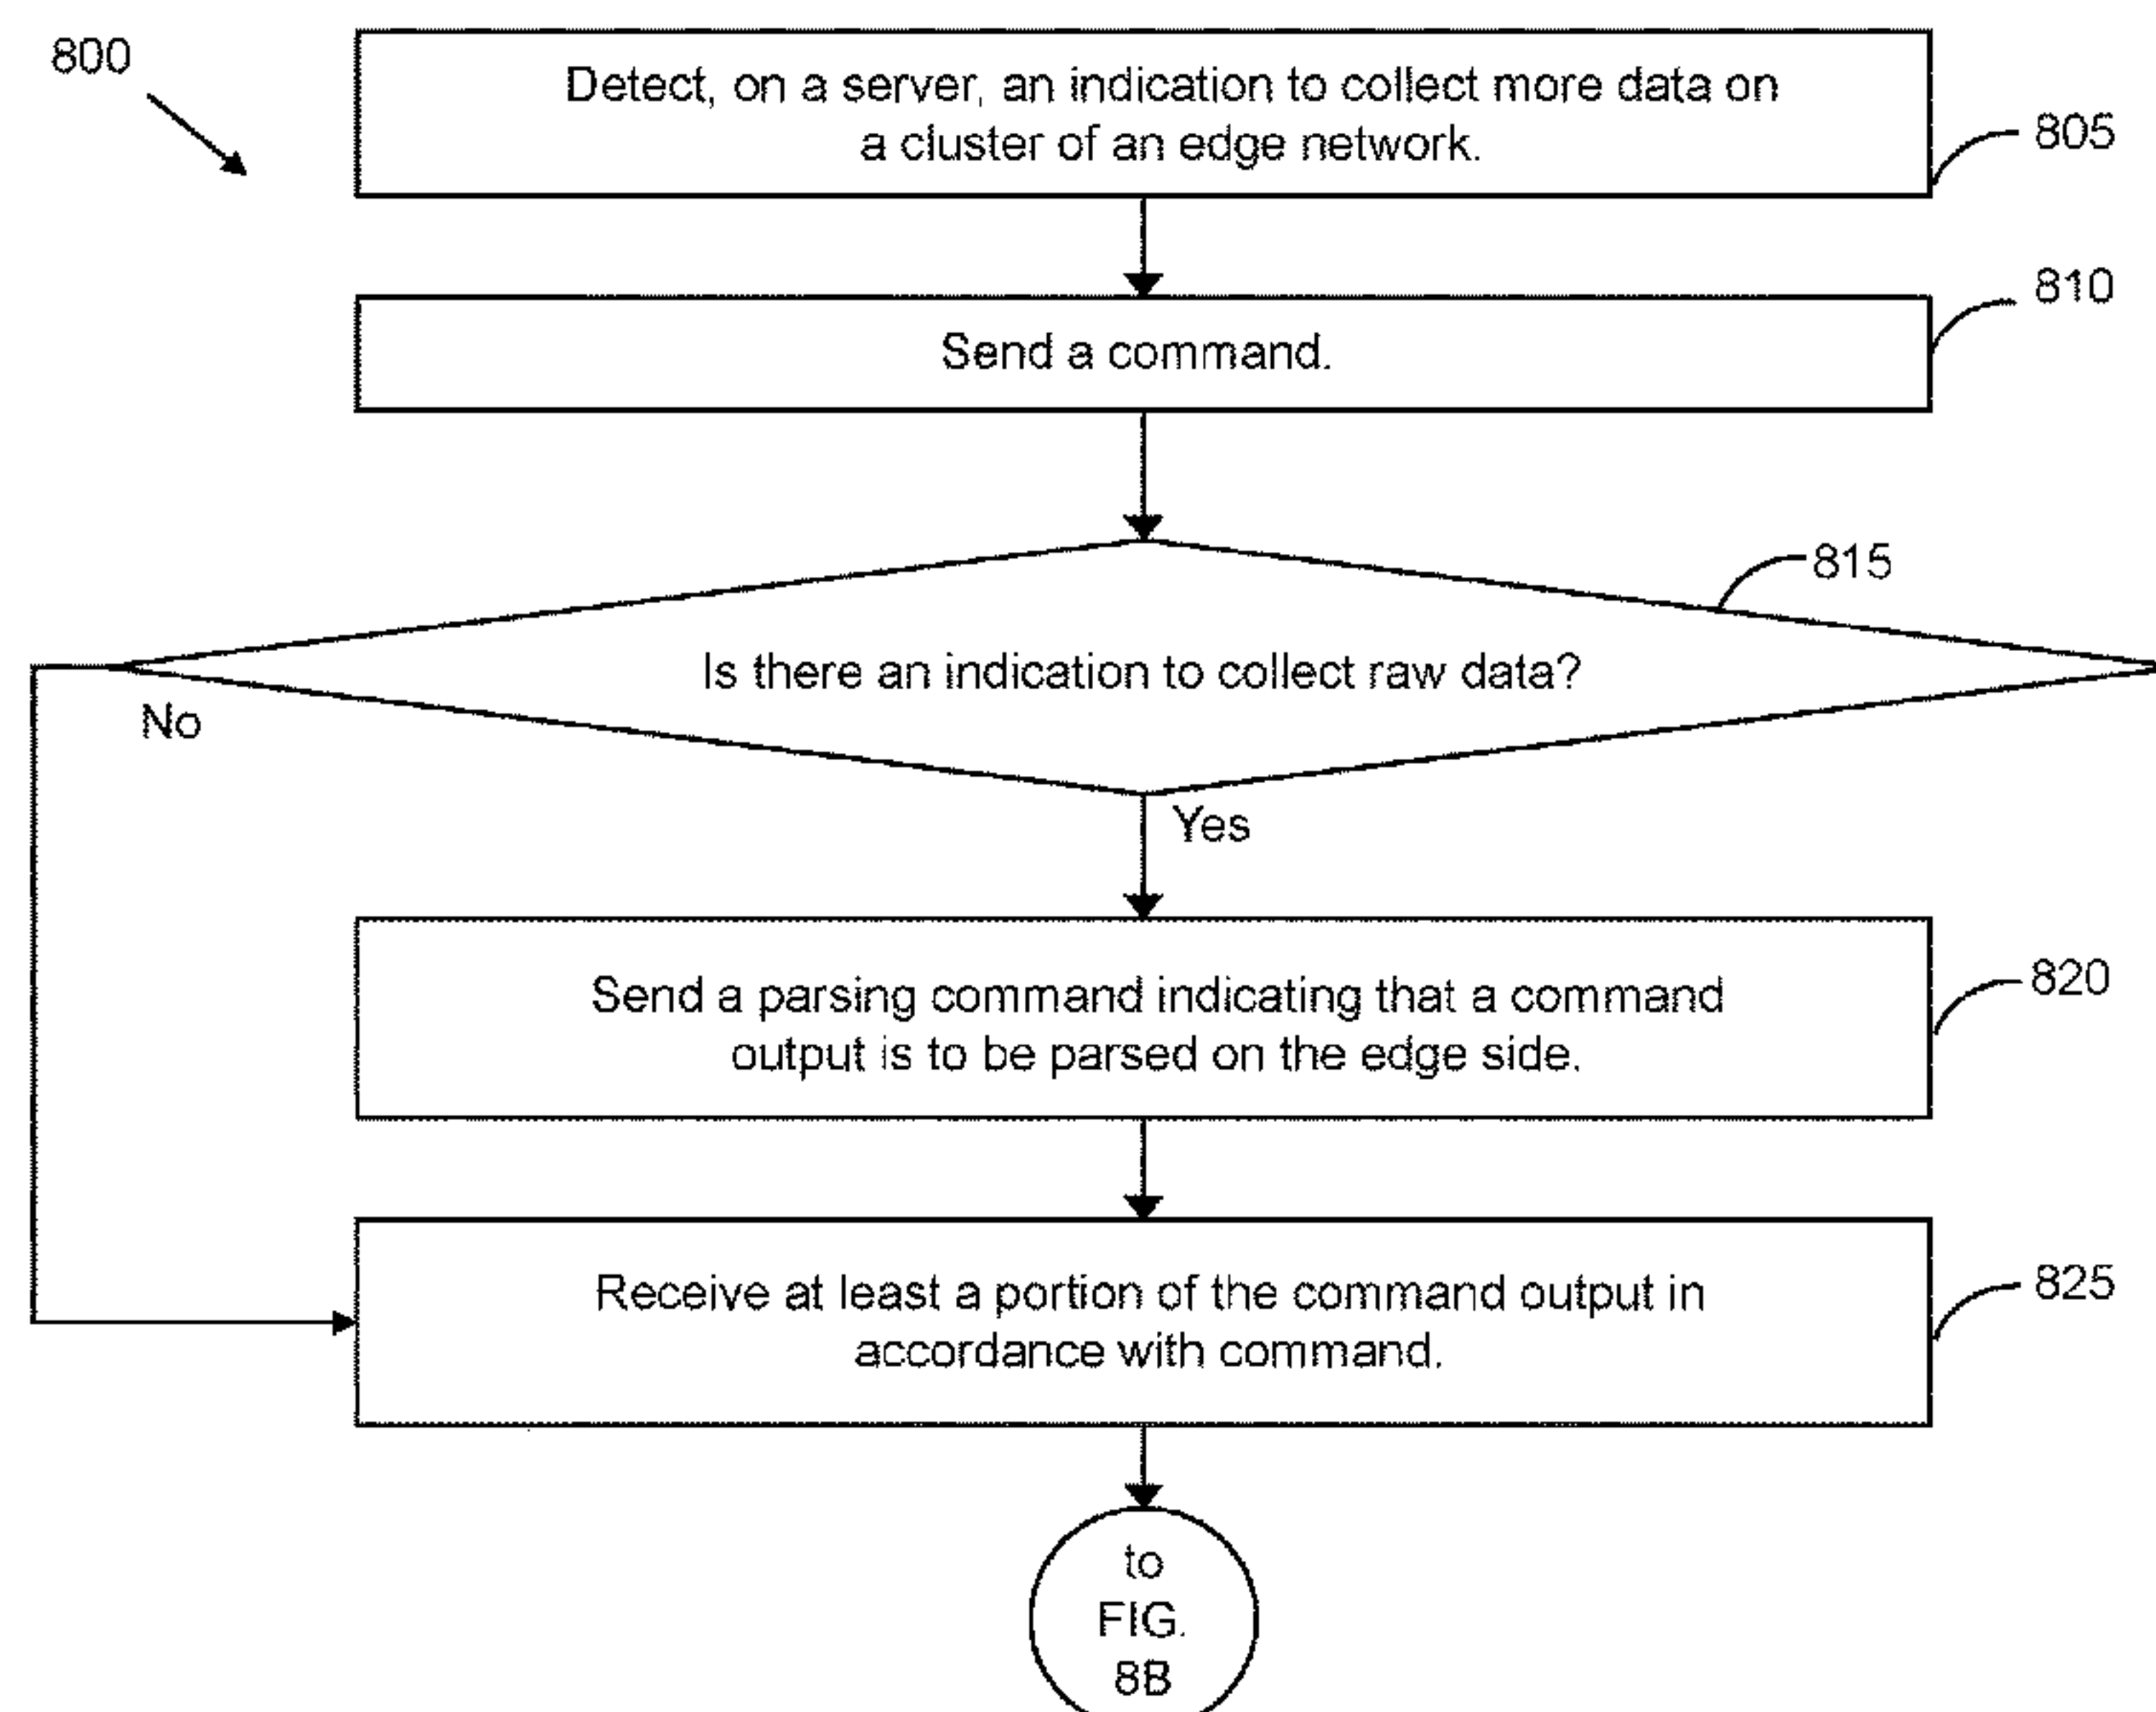 800
Detect, on a server, an indication to collect more data on
a cluster of an edge network.
805
810
Send a command.
815
Is there an indication to collect raw data?
No
Yes
820
Send a parsing command indicating that a command
output is to be parsed on the edge side.
825
Receive at least a portion of the command output in
accordance with command.
to
FIG.
8B